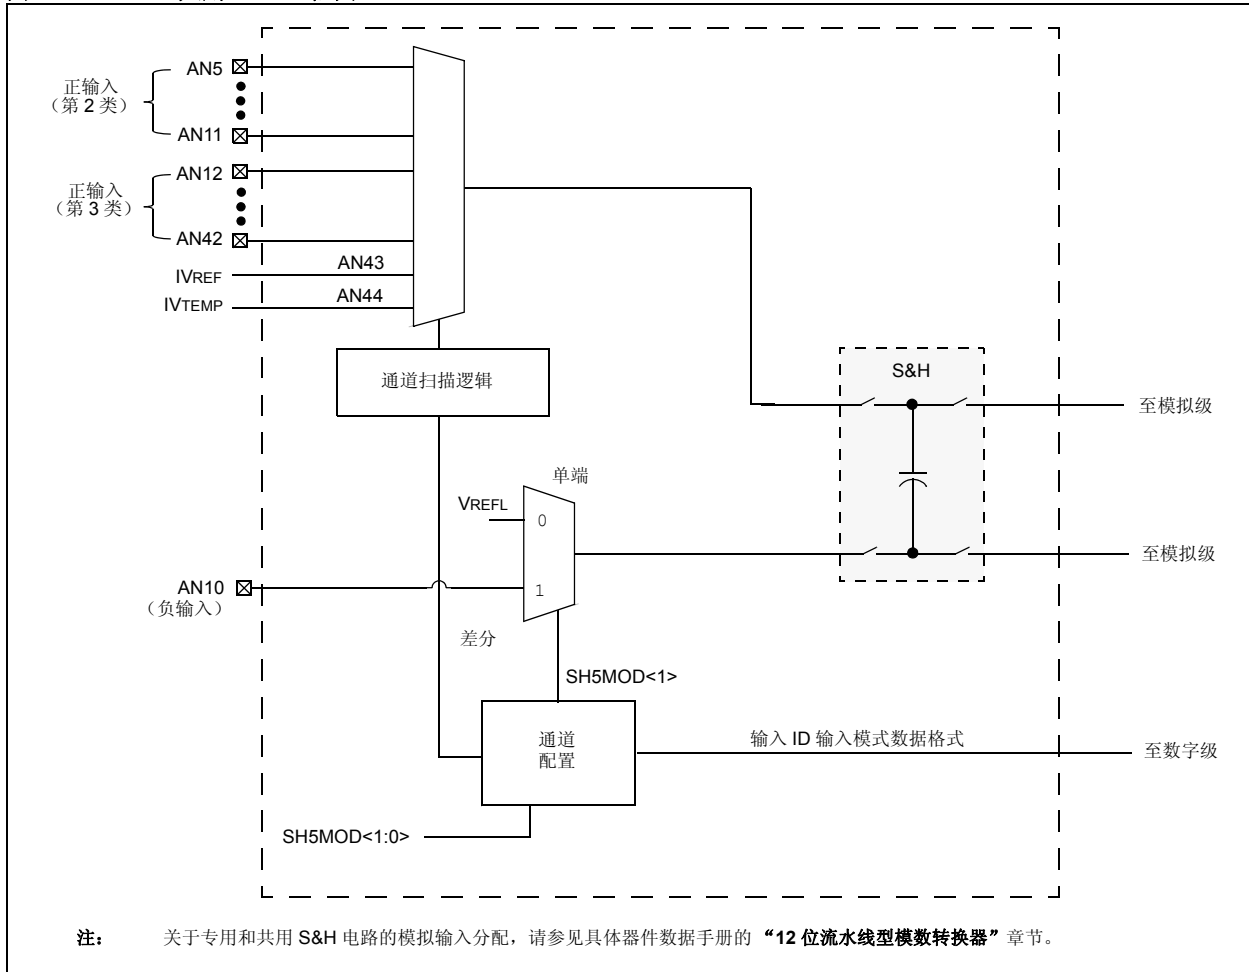 AN5
正输入
（第 2 类）
AN11
AN12
正输入
（第 3 类）
AN42
AN43
IVREF
AN44
IVTEMP
通道扫描逻辑
S&H
至模拟级
单端
VREFL
0
至模拟级
AN10
1
（负输入）
差分
SH5MOD<1>
通道
配置
输入 ID 输入模式数据格式
至数字级
SH5MOD<1:0>
注： 关于专用和共用 S&H 电路的模拟输入分配，请参见具体器件数据手册的“12 位流水线型模数转换器”章节。